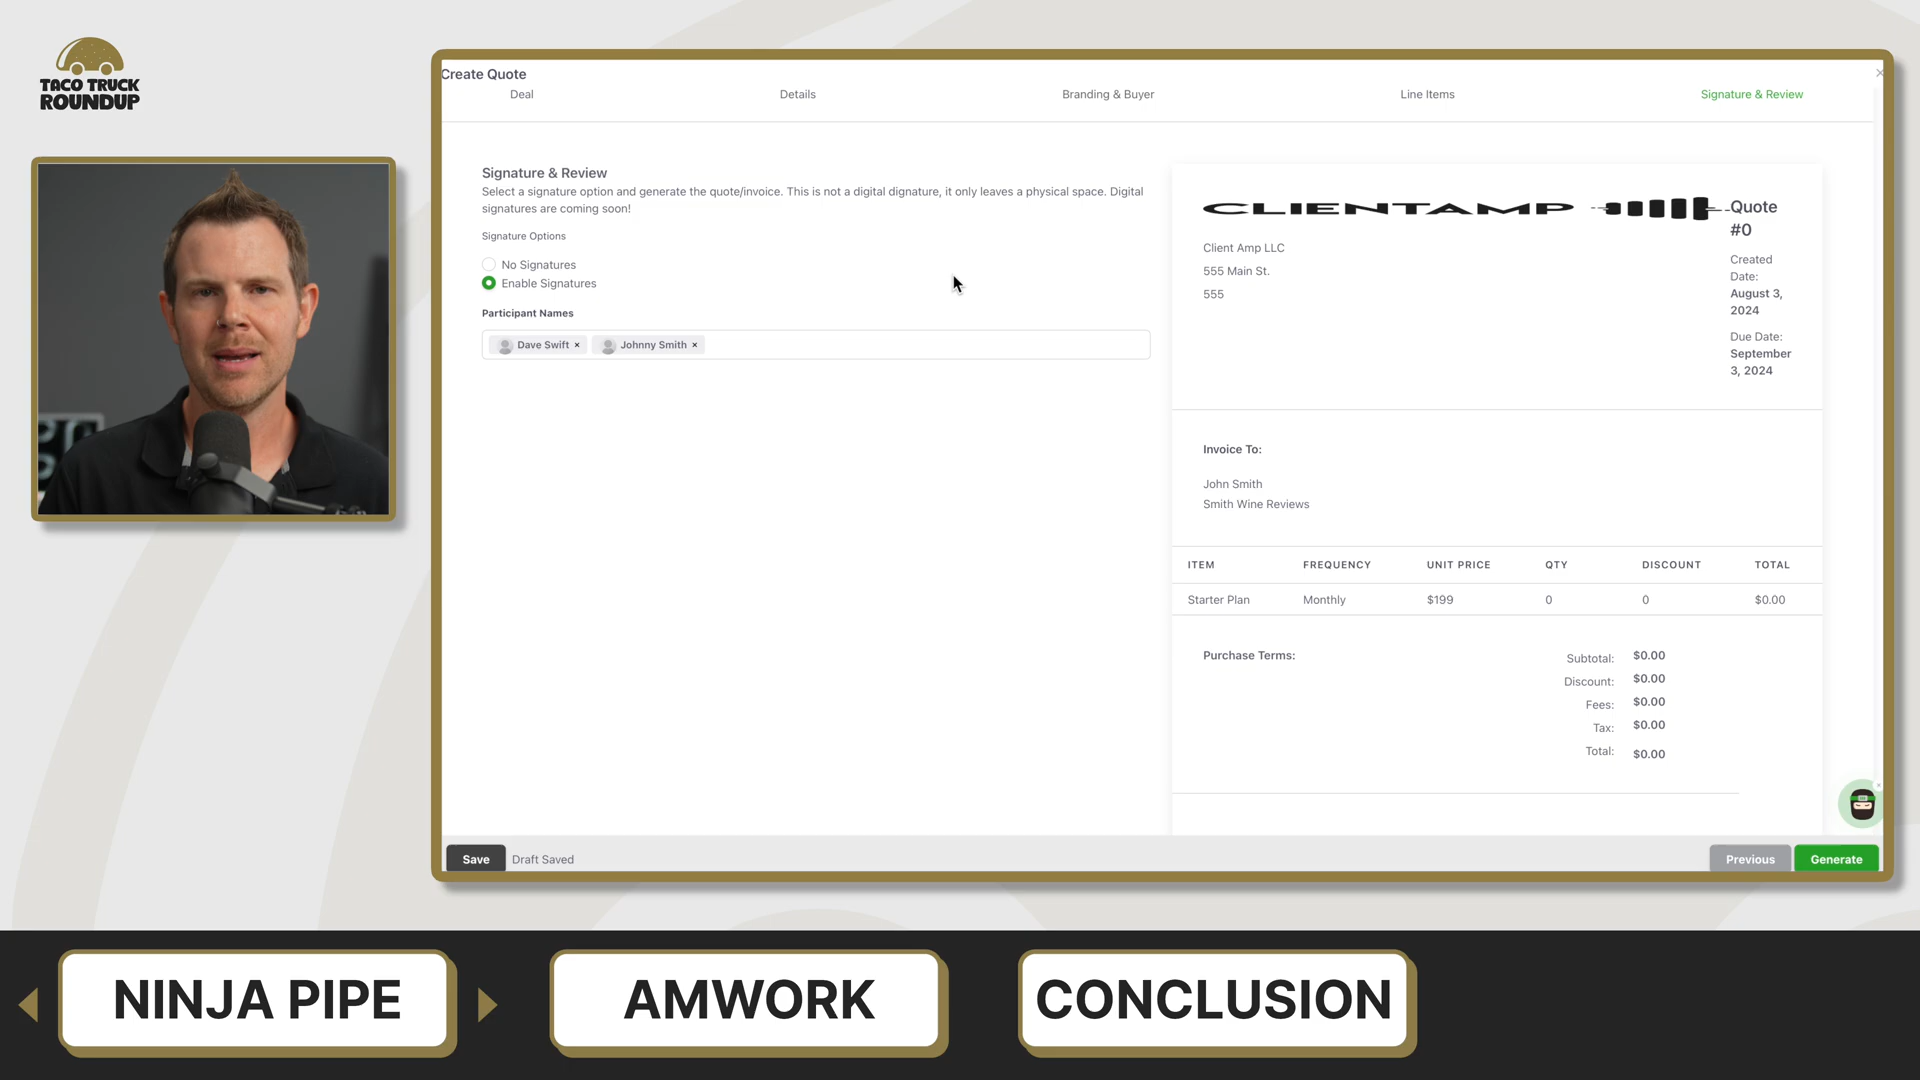 TACO TRUCK
ROUNDUP
Create Quote
Deal
Details
Branding & Buyer
Line Items
Signature & Review
Signature & Review
Select a signature option and generate the quote/invoice. This is not a digital dignature, it only leaves a physical space. Digital
signatures are coming soon!
Signature Options
No Signatures
Enable Signatures
Participant Names
Dave Swift ×
Johnny Smith ×
CLIENTAMP
Quote
#0
Client Amp LLC
555 Main St.
555
Created
Date:
August 3,
2024
Due Date:
September
3, 2024
Invoice To:
John Smith
Smith Wine Reviews
ITEM FREQUENCY UNIT PRICE QTY DISCOUNT TOTAL
Starter Plan Monthly $199 0 0 $0.00
Purchase Terms:
Subtotal: $0.00
Discount: $0.00
Fees: $0.00
Tax: $0.00
Total: $0.00
Save
Draft Saved
Previous
Generate
NINJA PIPE
AMWORK
CONCLUSION